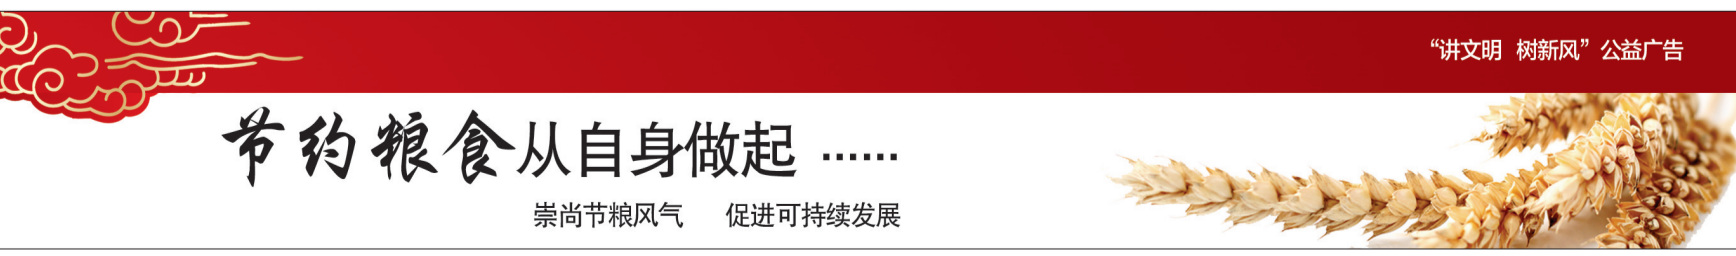 “讲文明 树新风”公益广告
节约粮食从自身做起 ......
崇尚节粮风气 促进可持续发展